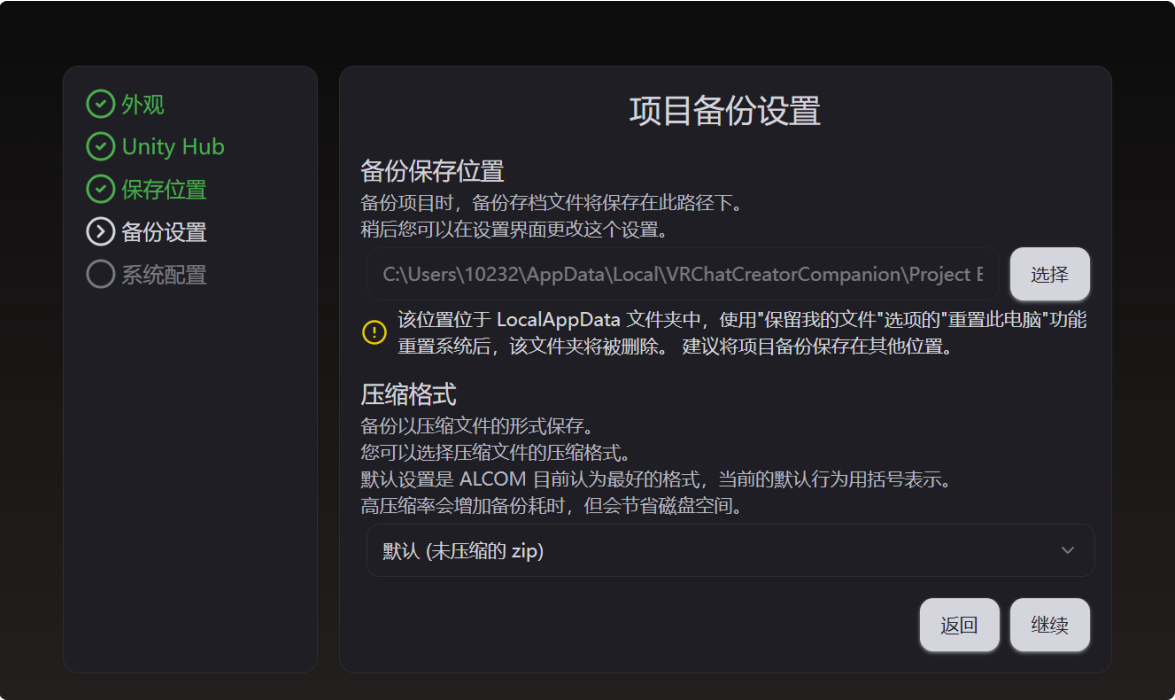 外观
Unity Hub
保存位置
备份设置
系统配置
项目备份设置
备份保存位置
备份项目时，备份存档文件将保存在此路径下。
稍后您可以在设置界面更改这个设置。
C:\Users\10232\AppData\Local\VRChatCreatorCompanion\Project
选择
该位置位于 LocalAppData 文件夹中，使用"保留我的文件"选项的"重置此电脑"功能
重置系统后，该文件夹将被删除。 建议将项目备份保存在其他位置。
压缩格式
备份以压缩文件的形式保存。
您可以选择压缩文件的压缩格式。
默认设置是 ALCOM 目前认为最好的格式，当前的默认行为用括号表示。
高压缩率会增加备份耗时，但会节省磁盘空间。
默认 (未压缩的 zip)
返回
继续